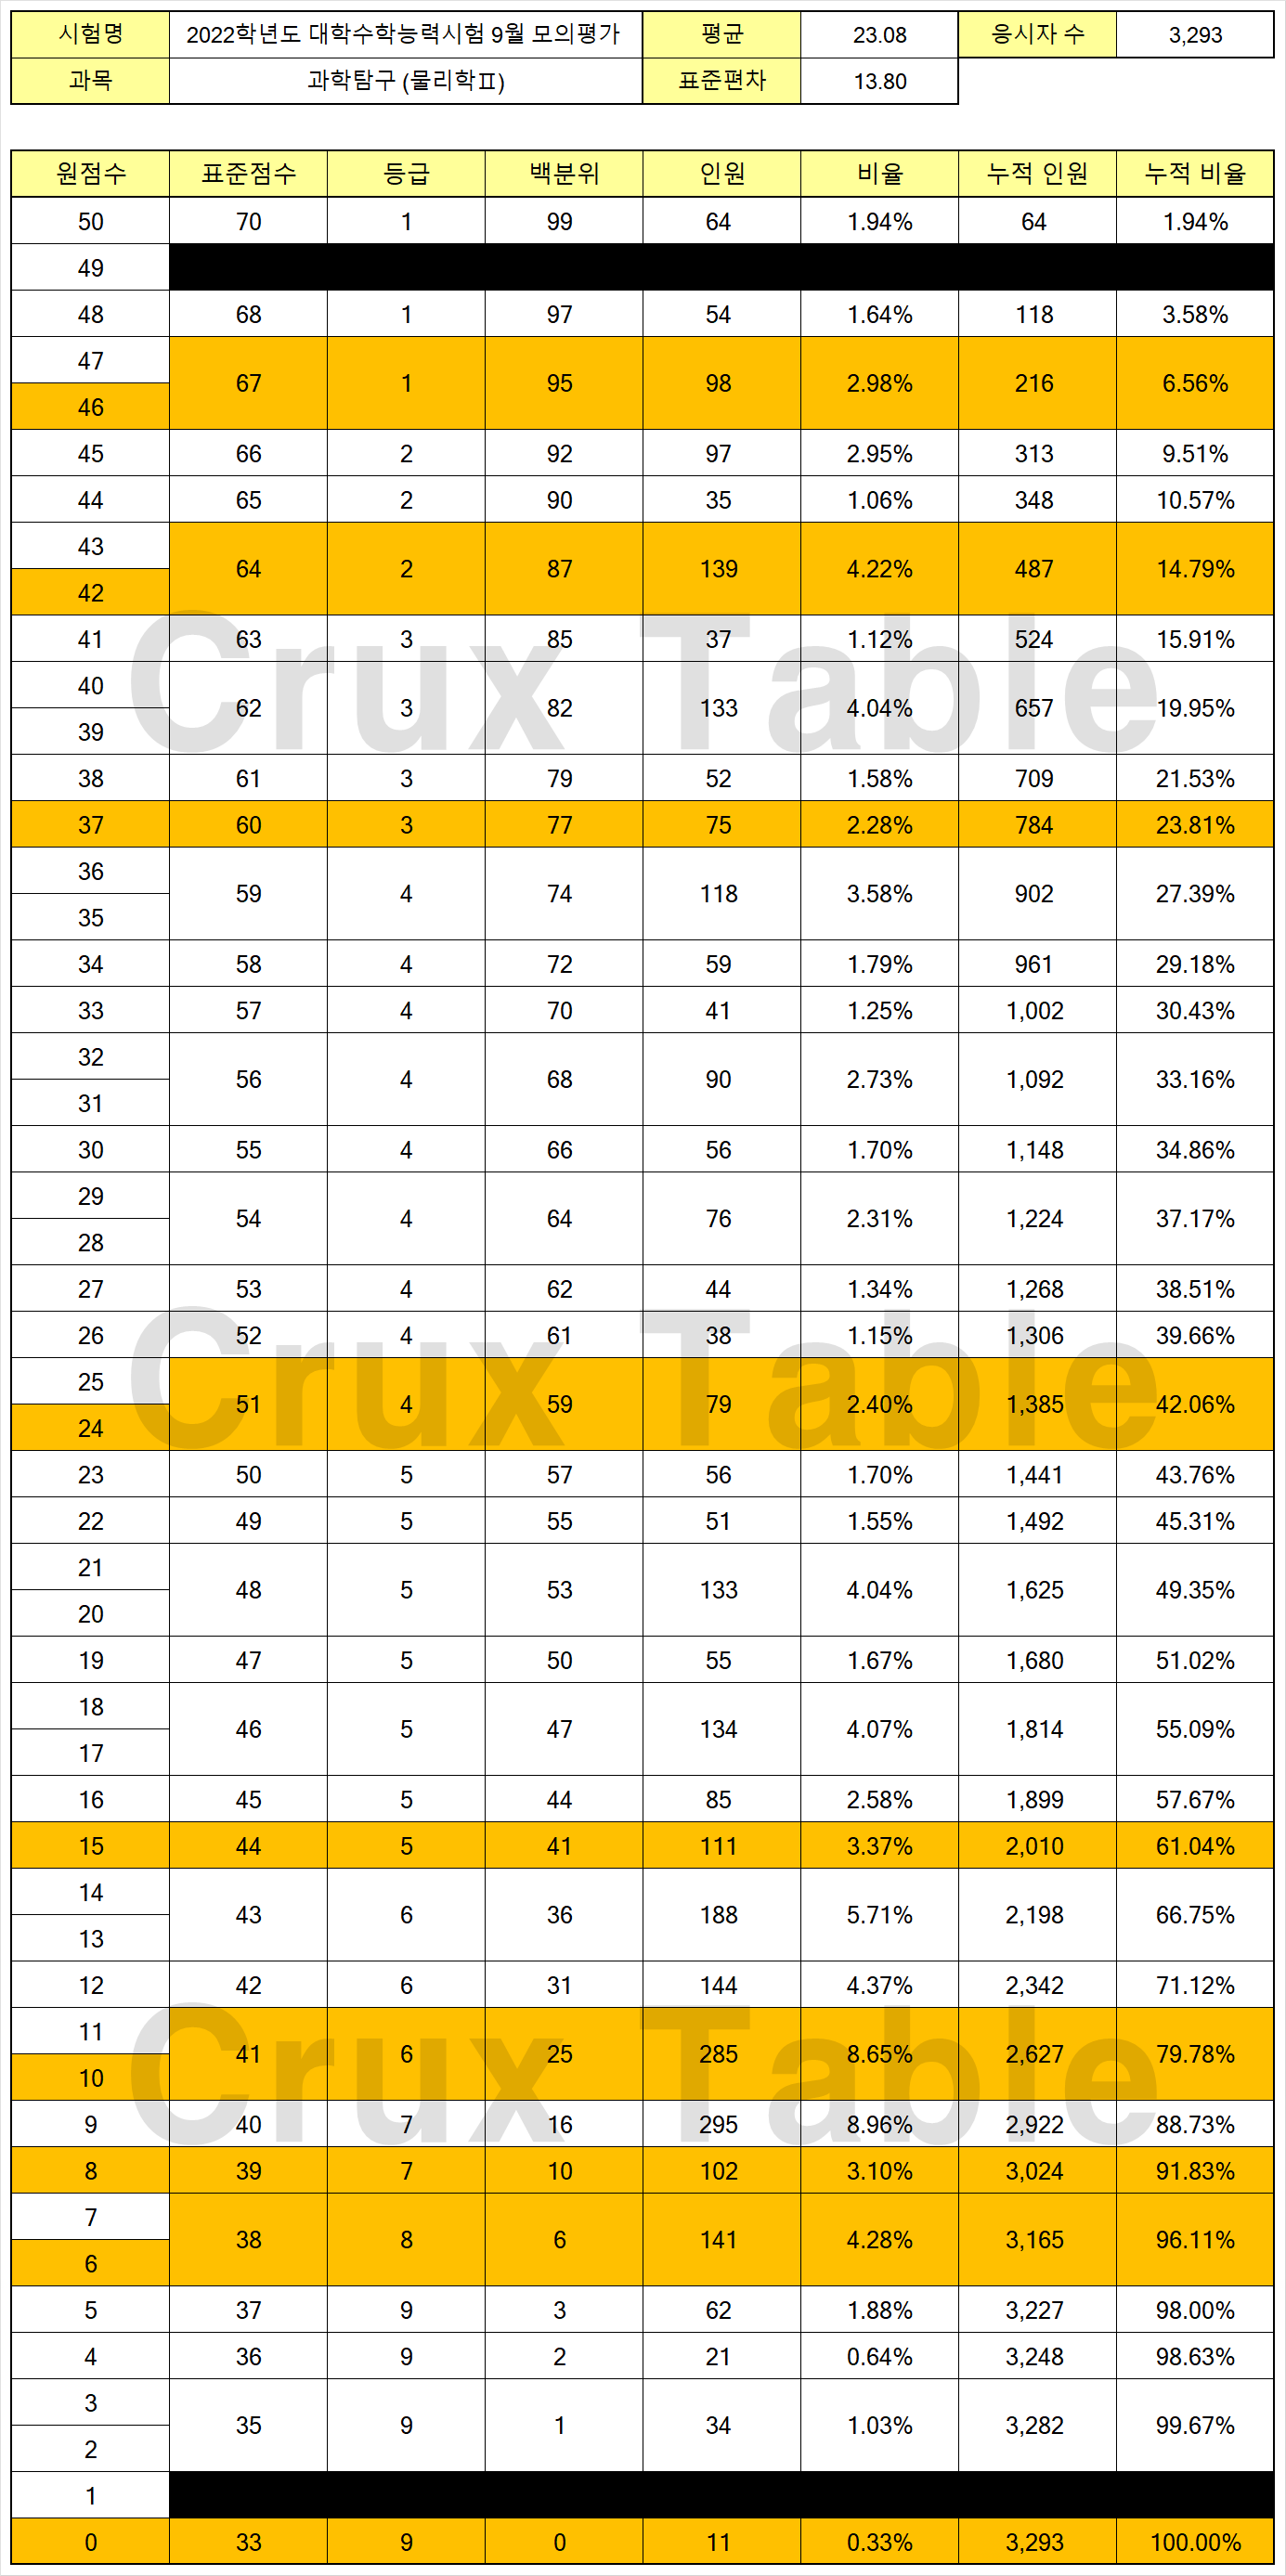 시험명 2022학년도 대학수학능력시험 9월 모의평가 평균 23.08 응시자 수 3,293
과목 과학탐구 (물리학Ⅱ) 표준편차 13.80
원점수 표준점수 등급 백분위 인원 비율 누적 인원 누적 비율
50 70 1 99 64 1.94% 64 1.94%
49
48 68 1 97 54 1.64% 118 3.58%
47
67 1 95 98 2.98% 216 6.56%
46
45 66 2 92 97 2.95% 313 9.51%
44 65 2 90 35 1.06% 348 10.57%
43
64 2 87 139 4.22% 487 14.79%
42
41 63 3 85 37 1.12% 524 15.91%
Crux Table
40
62 3 82 133 4.04% 657 19.95%
39
38 61 3 79 52 1.58% 709 21.53%
37 60 3 77 75 2.28% 784 23.81%
36
59 4 74 118 3.58% 902 27.39%
35
34 58 4 72 59 1.79% 961 29.18%
33 57 4 70 41 1.25% 1,002 30.43%
32
56 4 68 90 2.73% 1,092 33.16%
31
30 55 4 66 56 1.70% 1,148 34.86%
29
54 4 64 76 2.31% 1,224 37.17%
28
27 53 4 62 44 1.34% 1,268 38.51%
26 52 4 61 38 1.15% 1,306 39.66%
Crux Table
25
51 4 59 79 2.40% 1,385 42.06%
24
23 50 5 57 56 1.70% 1,441 43.76%
22 49 5 55 51 1.55% 1,492 45.31%
21
48 5 53 133 4.04% 1,625 49.35%
20
19 47 5 50 55 1.67% 1,680 51.02%
18
46 5 47 134 4.07% 1,814 55.09%
17
16 45 5 44 85 2.58% 1,899 57.67%
15 44 5 41 111 3.37% 2,010 61.04%
14
43 6 36 188 5.71% 2,198 66.75%
13
12 42 6 31 144 4.37% 2,342 71.12%
11
41 6 25 285 8.65% 2,627 79.78%
10
Crux Table
9 40 7 16 295 8.96% 2,922 88.73%
8 39 7 10 102 3.10% 3,024 91.83%
7
38 8 6 141 4.28% 3,165 96.11%
6
5 37 9 3 62 1.88% 3,227 98.00%
4 36 9 2 21 0.64% 3,248 98.63%
3
35 9 1 34 1.03% 3,282 99.67%
2
1
0 33 9 0 11 0.33% 3,293 100.00%